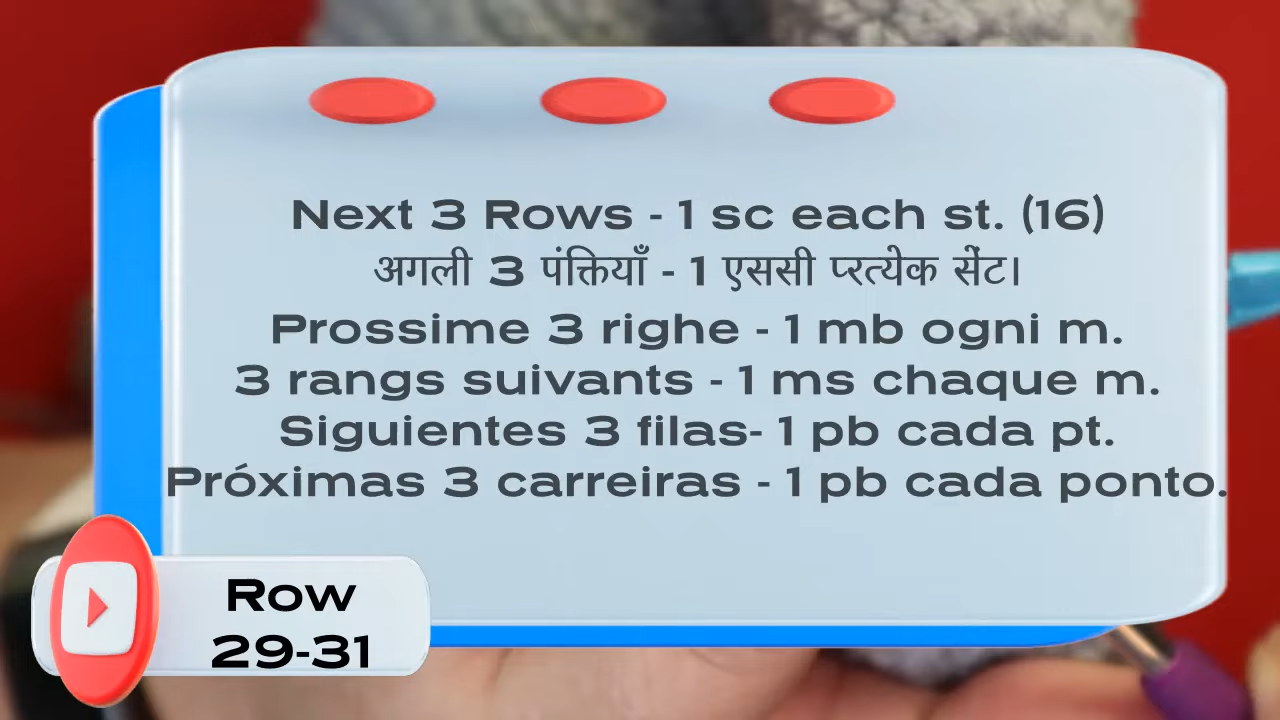 Next 3 Rows - 1 sc each st. (16)
अगली 3 पंक्तियाँ - 1 एससी प्रत्येक सेंट।
Prossime 3 righe - 1 mb ogni m.
3 rangs suivants - 1 ms chaque m.
Siguientes 3 filas- 1 pb cada pt.
Próximas 3 carreiras - 1 pb cada ponto.
Row
29-31